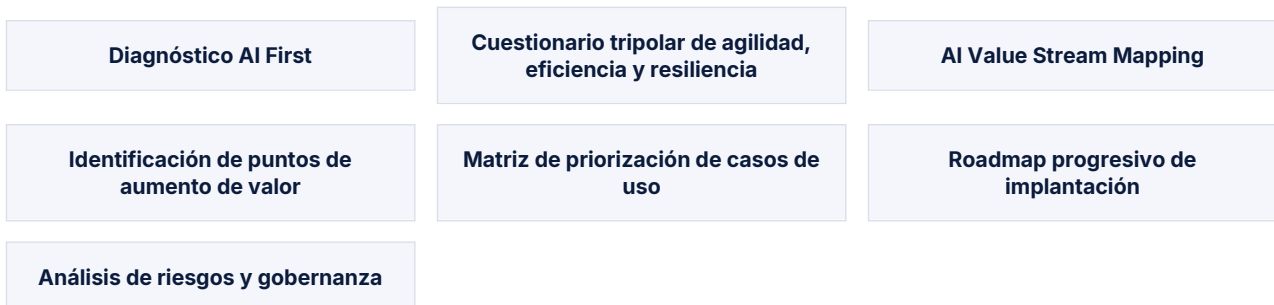 Diagnóstico AI First
Cuestionario tripolar de agilidad,
eficiencia y resiliencia
AI Value Stream Mapping
Identificación de puntos de
aumento de valor
Matriz de priorización de casos de
uso
Roadmap progresivo de
implantación
Análisis de riesgos y gobernanza